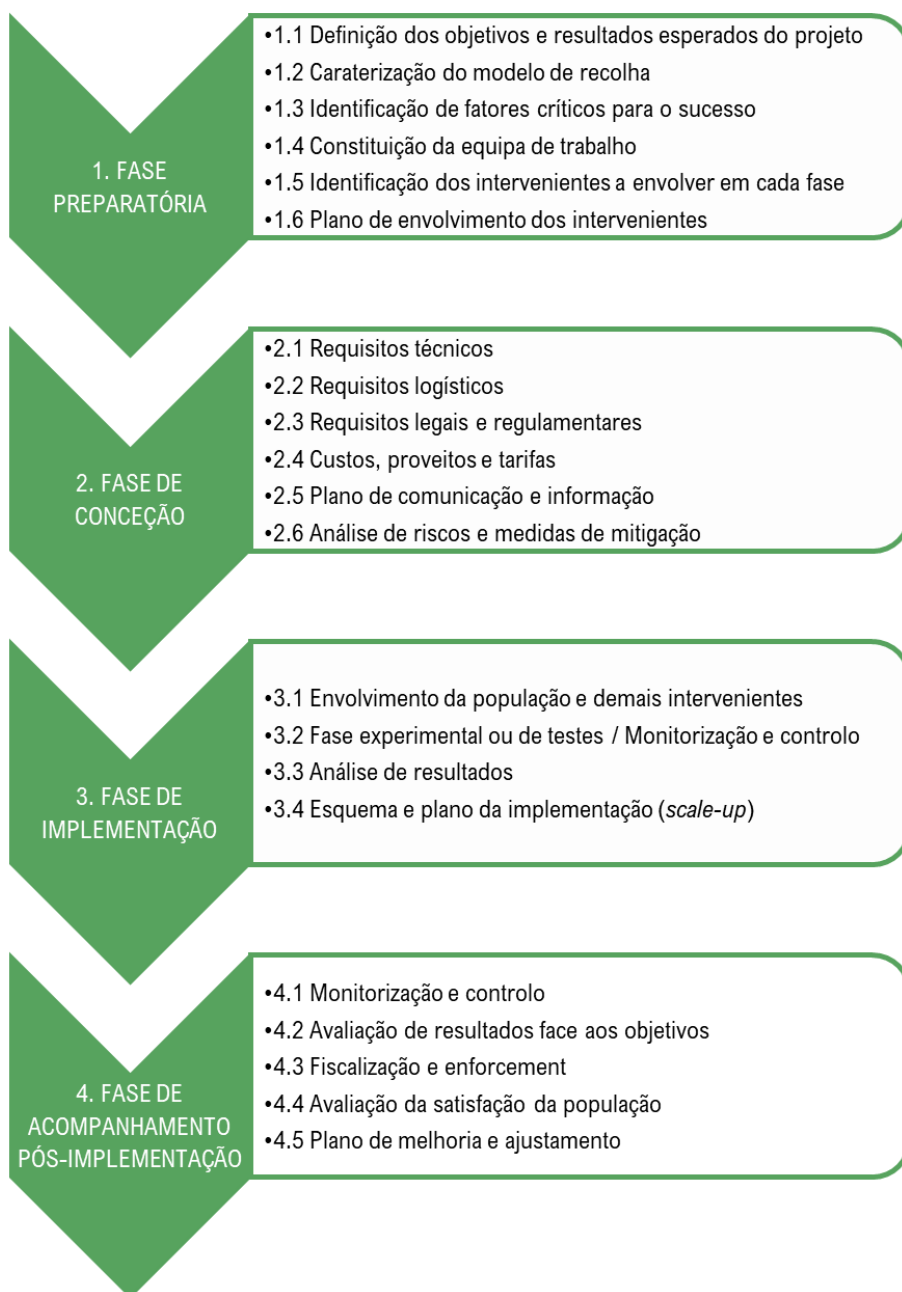 1. FASE
PREPARATÓRIA
•1.1 Definição dos objetivos e resultados esperados do projeto
•1.2 Caraterização do modelo de recolha
•1.3 Identificação de fatores críticos para o sucesso
•1.4 Constituição da equipa de trabalho
•1.5 Identificação dos intervenientes a envolver em cada fase
•1.6 Plano de envolvimento dos intervenientes
2. FASE DE
CONCEÇÃO
•2.1 Requisitos técnicos
•2.2 Requisitos logísticos
•2.3 Requisitos legais e regulamentares
•2.4 Custos, proveitos e tarifas
•2.5 Plano de comunicação e informação
•2.6 Análise de riscos e medidas de mitigação
3. FASE DE
IMPLEMENTAÇÃO
•3.1 Envolvimento da população e demais intervenientes
•3.2 Fase experimental ou de testes / Monitorização e controlo
•3.3 Análise de resultados
•3.4 Esquema e plano da implementação (scale-up)
4. FASE DE
ACOMPANHAMENTO
PÓS-IMPLEMENTAÇÃO
•4.1 Monitorização e controlo
•4.2 Avaliação de resultados face aos objetivos
•4.3 Fiscalização e enforcement
•4.4 Avaliação da satisfação da população
•4.5 Plano de melhoria e ajustamento